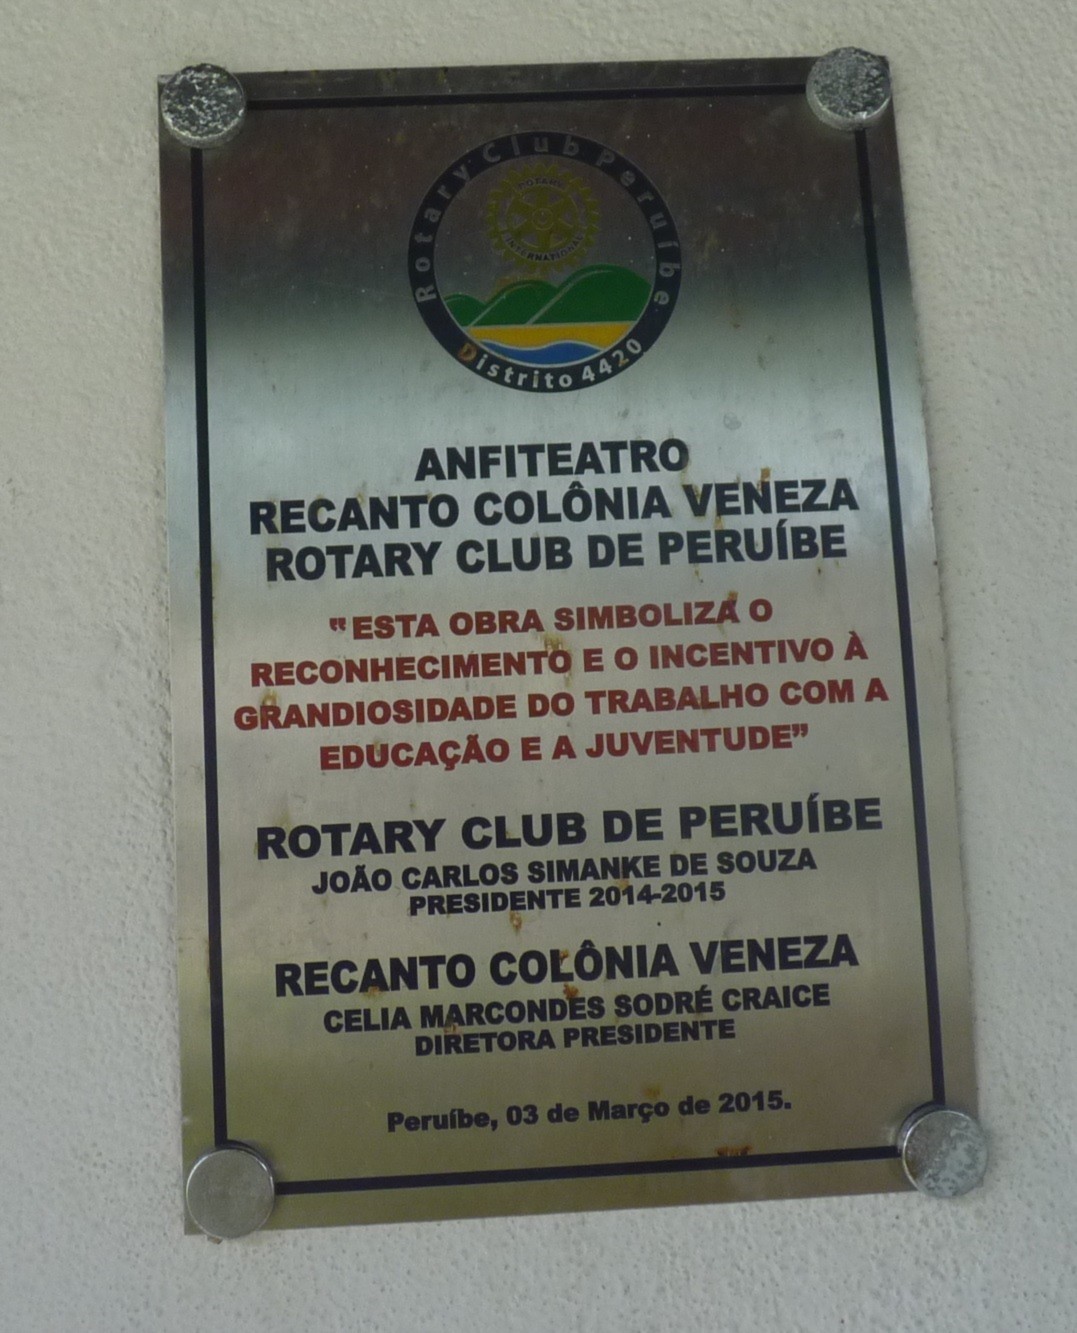 Rotary Club Peruíbe
ROTARY
INTERNATIONAL
Distrito 4420
ANFITEATRO
RECANTO COLÔNIA VENEZA
ROTARY CLUB DE PERUÍBE
"ESTA OBRA SIMBOLIZA O
RECONHECIMENTO E O INCENTIVO À
GRANDIOSIDADE DO TRABALHO COM A
EDUCAÇÃO E A JUVENTUDE”
ROTARY CLUB DE PERUÍBE
JOÃO CARLOS SIMANKE DE SOUZA
PRESIDENTE 2014-2015
RECANTO COLÔNIA VENEZA
CELIA MARCONDES SODRÉ CRAICE
DIRETORA PRESIDENTE
Peruíbe, 03 de Março de 2015.